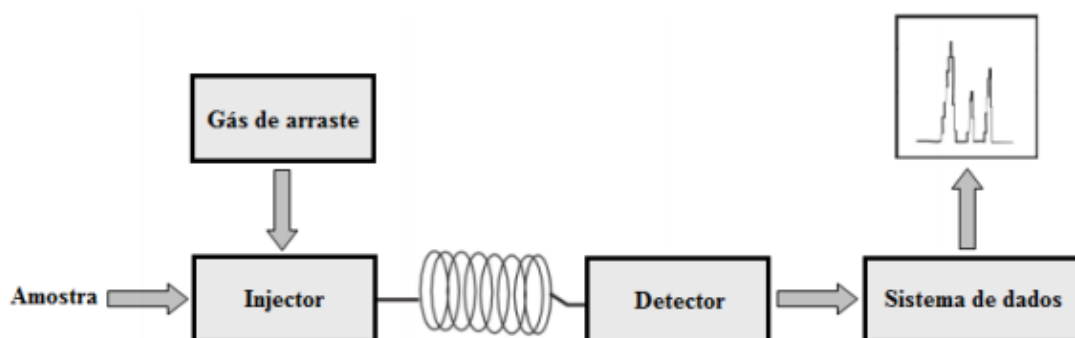 Gás de arraste
Amostra
Injector
Detector
Sistema de dados